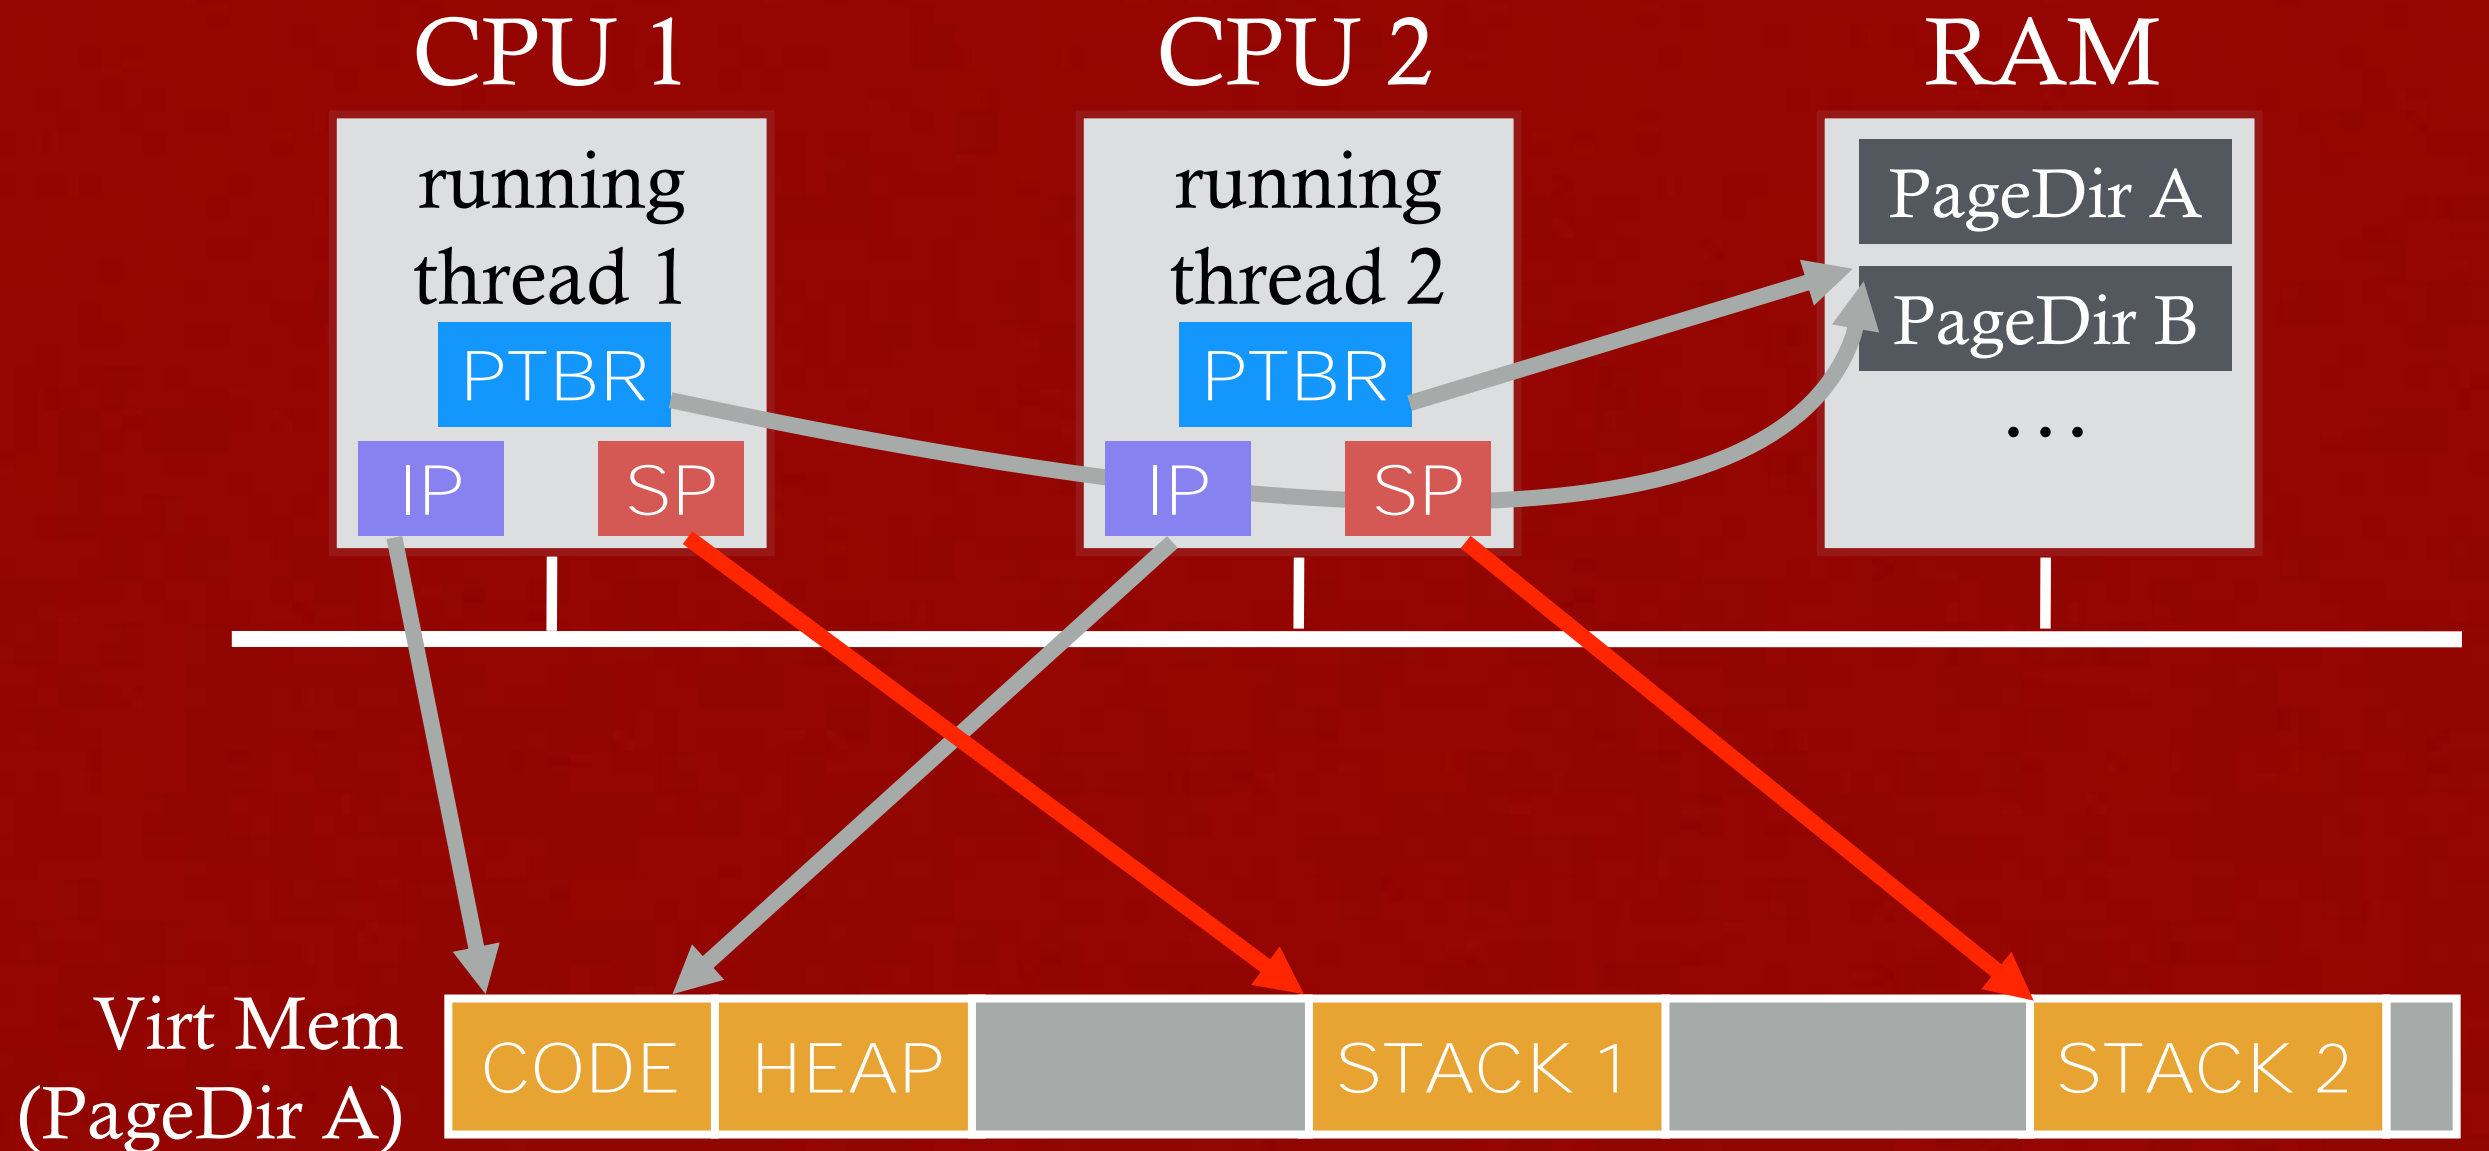 CPU 1
CPU 2
RAM
running
thread 1
PTBR
IP
SP
running
thread 2
PTBR
IP
SP
PageDir A
PageDir B
...
Virt Mem
(PageDir A)
CODE
HEAP
STACK 1
STACK 2